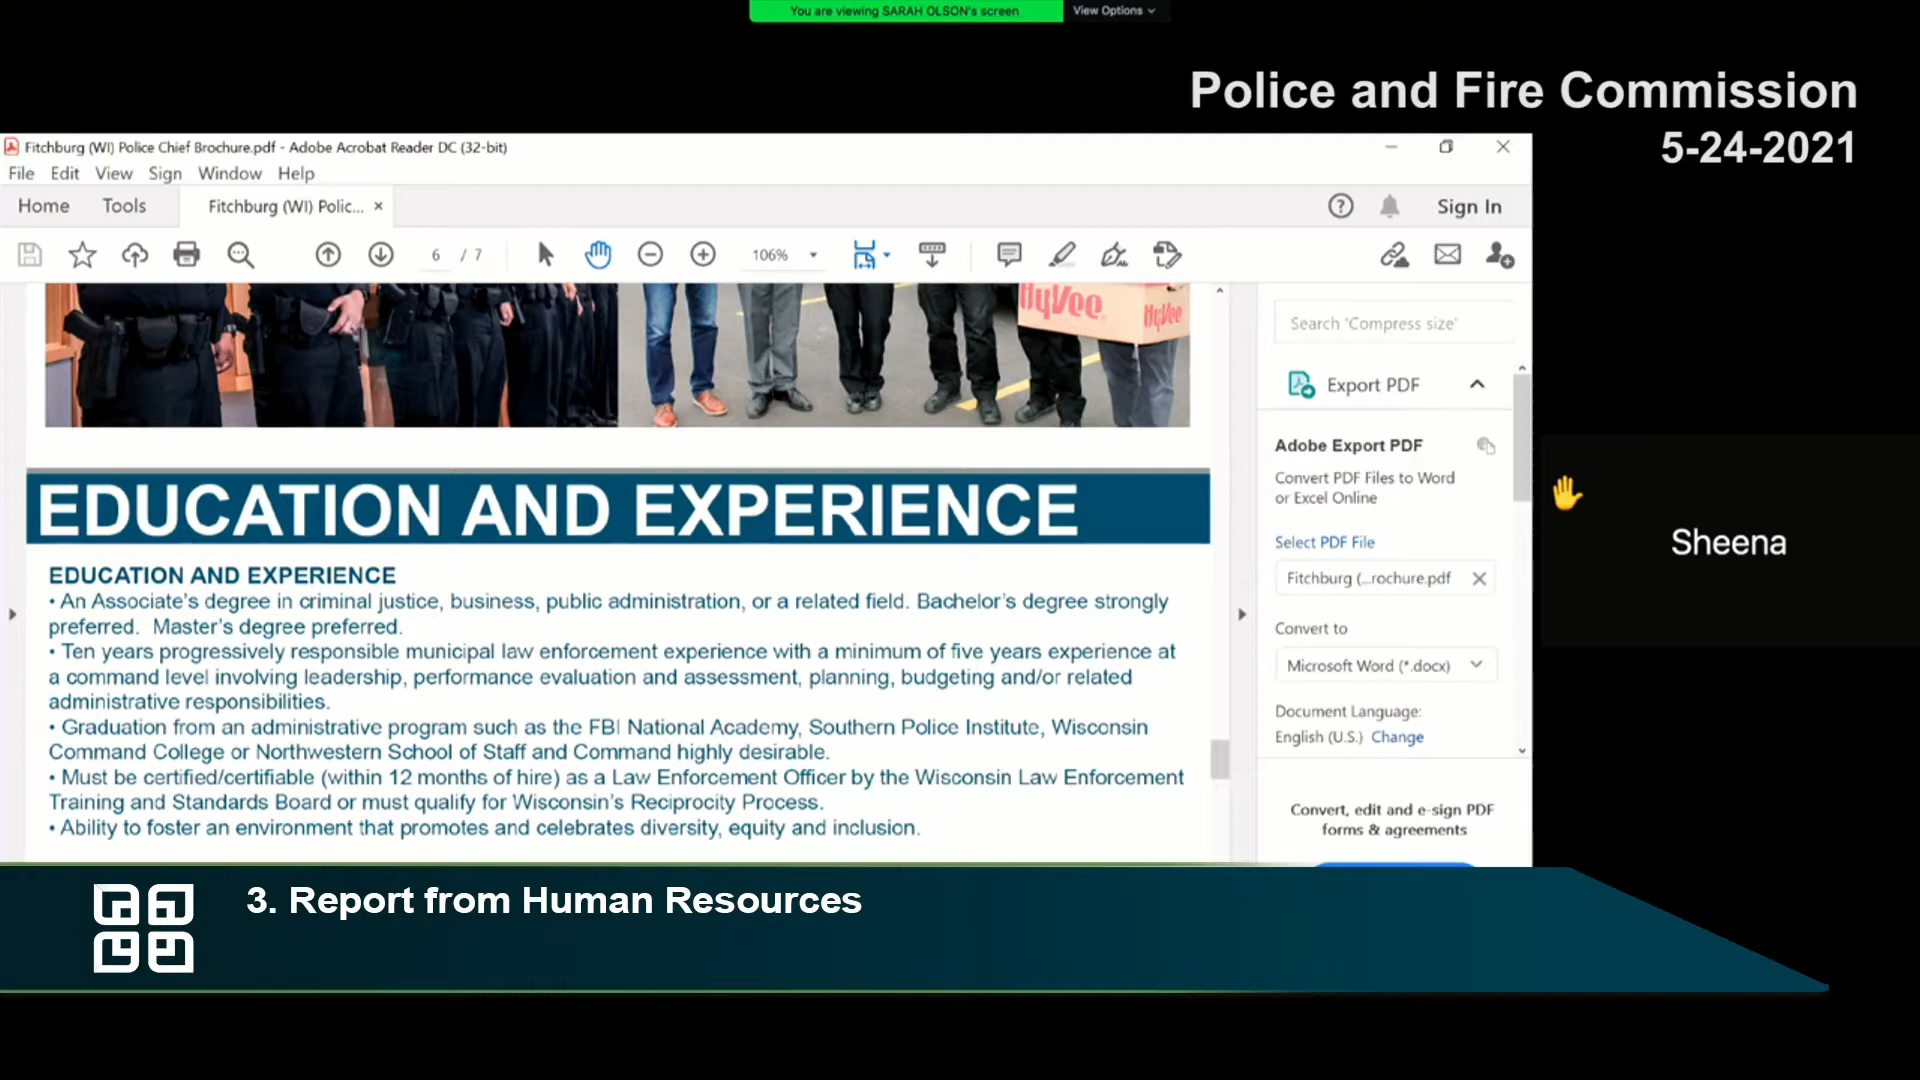 You are viewing SARAH OLSON's screen
View Options
Police and Fire Commission
5-24-2021
Fitchburg (WI) Police Chief Brochure.pdf - Adobe Acrobat Reader DC (32-bit)
File Edit View Sign Window Help
Home Tools Fitchburg (WI) Polic... × Sign In
6 / 7 106%
HyVee HyVee
Search 'Compress size'
Export PDF
Adobe Export PDF
Convert PDF Files to Word
or Excel Online
Select PDF File
Fitchburg (...rochure.pdf
Convert to
Microsoft Word (*.docx)
Document Language:
English (U.S.) Change
Convert, edit and e-sign PDF
forms & agreements
Sheena
EDUCATION AND EXPERIENCE
EDUCATION AND EXPERIENCE
• An Associate's degree in criminal justice, business, public administration, or a related field. Bachelor's degree strongly
preferred.  Master's degree preferred.
• Ten years progressively responsible municipal law enforcement experience with a minimum of five years experience at
a command level involving leadership, performance evaluation and assessment, planning, budgeting and/or related
administrative responsibilities.
• Graduation from an administrative program such as the FBI National Academy, Southern Police Institute, Wisconsin
Command College or Northwestern School of Staff and Command highly desirable.
• Must be certified/certifiable (within 12 months of hire) as a Law Enforcement Officer by the Wisconsin Law Enforcement
Training and Standards Board or must qualify for Wisconsin's Reciprocity Process.
• Ability to foster an environment that promotes and celebrates diversity, equity and inclusion.
3. Report from Human Resources